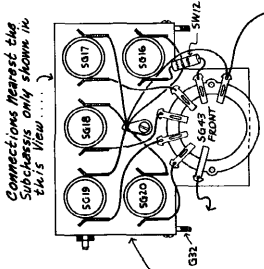 Connections Nearest the
Subchassis only shown in
this View....
SG17
SG16
SW12
SG18
SG43
FRONT
SG19
SG20
G32